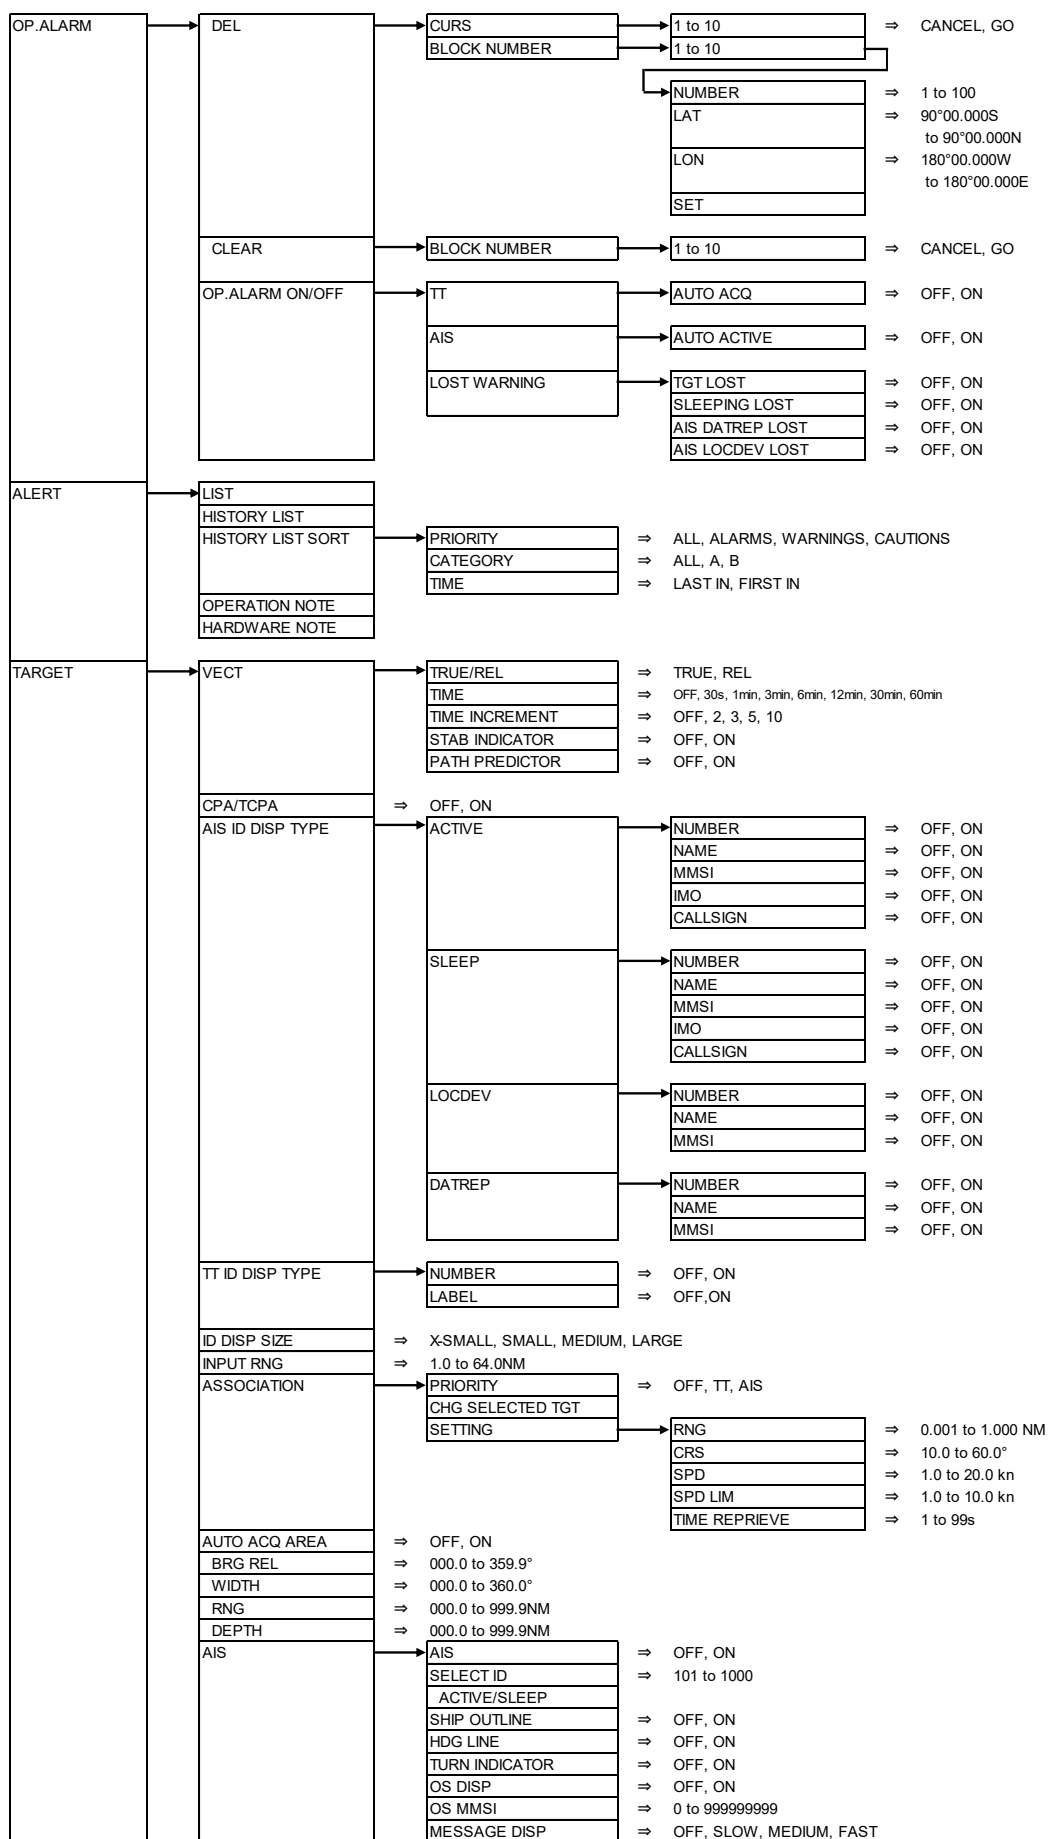 OP.ALARM DEL CURS 1 to 10 ⇒ CANCEL, GO
BLOCK NUMBER 1 to 10
NUMBER ⇒ 1 to 100
LAT ⇒ 90°00.000S
to 90°00.000N
LON ⇒ 180°00.000W
to 180°00.000E
SET
CLEAR BLOCK NUMBER 1 to 10 ⇒ CANCEL, GO
OP.ALARM ON/OFF TT AUTO ACQ ⇒ OFF, ON
AIS AUTO ACTIVE ⇒ OFF, ON
LOST WARNING TGT LOST ⇒ OFF, ON
SLEEPING LOST ⇒ OFF, ON
AIS DATREP LOST ⇒ OFF, ON
AIS LOCDEV LOST ⇒ OFF, ON
ALERT LIST
HISTORY LIST
HISTORY LIST SORT PRIORITY ⇒ ALL, ALARMS, WARNINGS, CAUTIONS
CATEGORY ⇒ ALL, A, B
TIME ⇒ LAST IN, FIRST IN
OPERATION NOTE
HARDWARE NOTE
TARGET VECT TRUE/REL ⇒ TRUE, REL
TIME ⇒ OFF, 30s, 1min, 3min, 6min, 12min, 30min, 60min
TIME INCREMENT ⇒ OFF, 2, 3, 5, 10
STAB INDICATOR ⇒ OFF, ON
PATH PREDICTOR ⇒ OFF, ON
CPA/TCPA ⇒ OFF, ON
AIS ID DISP TYPE ACTIVE NUMBER ⇒ OFF, ON
NAME ⇒ OFF, ON
MMSI ⇒ OFF, ON
IMO ⇒ OFF, ON
CALLSIGN ⇒ OFF, ON
SLEEP NUMBER ⇒ OFF, ON
NAME ⇒ OFF, ON
MMSI ⇒ OFF, ON
IMO ⇒ OFF, ON
CALLSIGN ⇒ OFF, ON
LOCDEV NUMBER ⇒ OFF, ON
NAME ⇒ OFF, ON
MMSI ⇒ OFF, ON
DATREP NUMBER ⇒ OFF, ON
NAME ⇒ OFF, ON
MMSI ⇒ OFF, ON
TT ID DISP TYPE NUMBER ⇒ OFF, ON
LABEL ⇒ OFF,ON
ID DISP SIZE ⇒ X-SMALL, SMALL, MEDIUM, LARGE
INPUT RNG ⇒ 1.0 to 64.0NM
ASSOCIATION PRIORITY ⇒ OFF, TT, AIS
CHG SELECTED TGT
SETTING RNG ⇒ 0.001 to 1.000 NM
CRS ⇒ 10.0 to 60.0°
SPD ⇒ 1.0 to 20.0 kn
SPD LIM ⇒ 1.0 to 10.0 kn
TIME REPRIEVE ⇒ 1 to 99s
AUTO ACQ AREA ⇒ OFF, ON
BRG REL ⇒ 000.0 to 359.9°
WIDTH ⇒ 000.0 to 360.0°
RNG ⇒ 000.0 to 999.9NM
DEPTH ⇒ 000.0 to 999.9NM
AIS AIS ⇒ OFF, ON
SELECT ID ⇒ 101 to 1000
ACTIVE/SLEEP
SHIP OUTLINE ⇒ OFF, ON
HDG LINE ⇒ OFF, ON
TURN INDICATOR ⇒ OFF, ON
OS DISP ⇒ OFF, ON
OS MMSI ⇒ 0 to 999999999
MESSAGE DISP ⇒ OFF, SLOW, MEDIUM, FAST